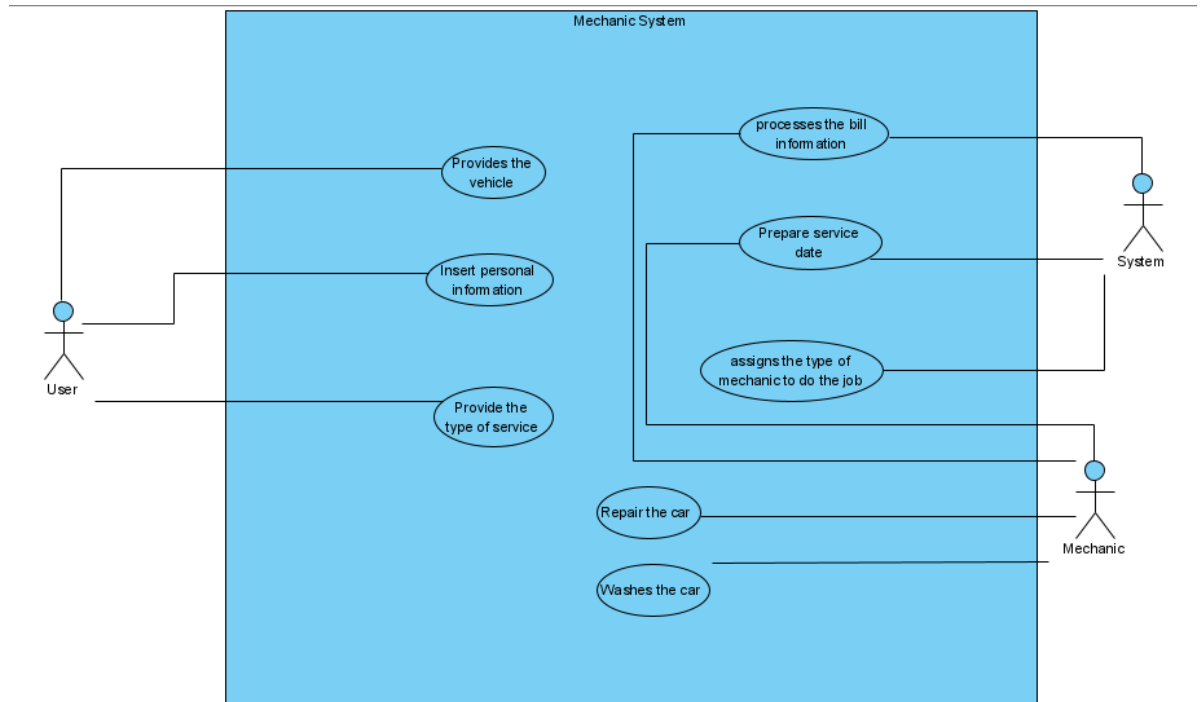 Mechanic System
processes the bill
information
Provides the
vehicle
Prepare service
date
System
Insert personal
information
assigns the type of
mechanic to do the job
User
Provide the
type of service
Repair the car
Mechanic
Washes the car